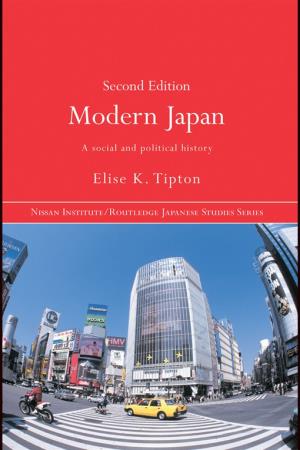 Second Edition
Modern Japan
A social and political history
Elise K. Tipton
Nissan Institute/Routledge Japanese Studies Series
HMV